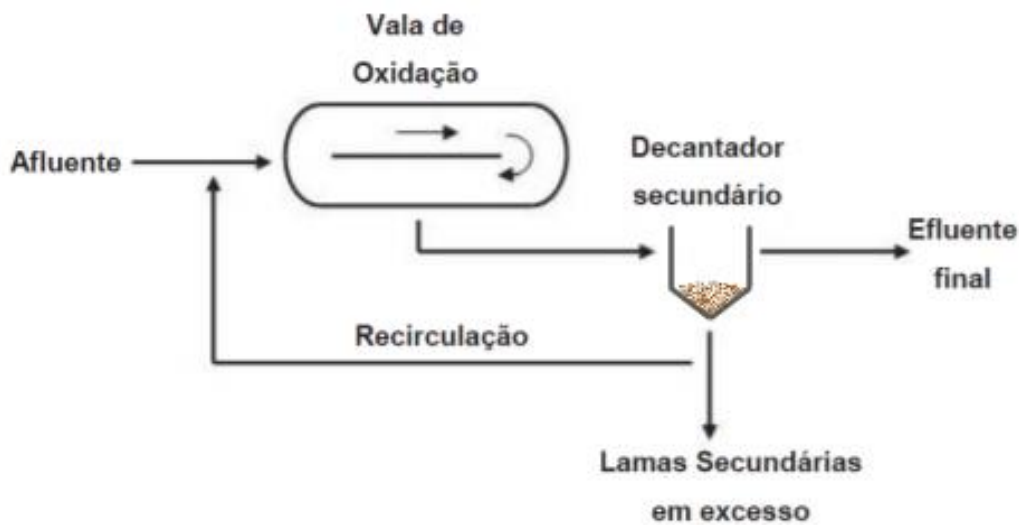 Vala de
Oxidação
Afluente
Decantador
secundário
Efluente
final
Recirculação
Lamas Secundárias
em excesso